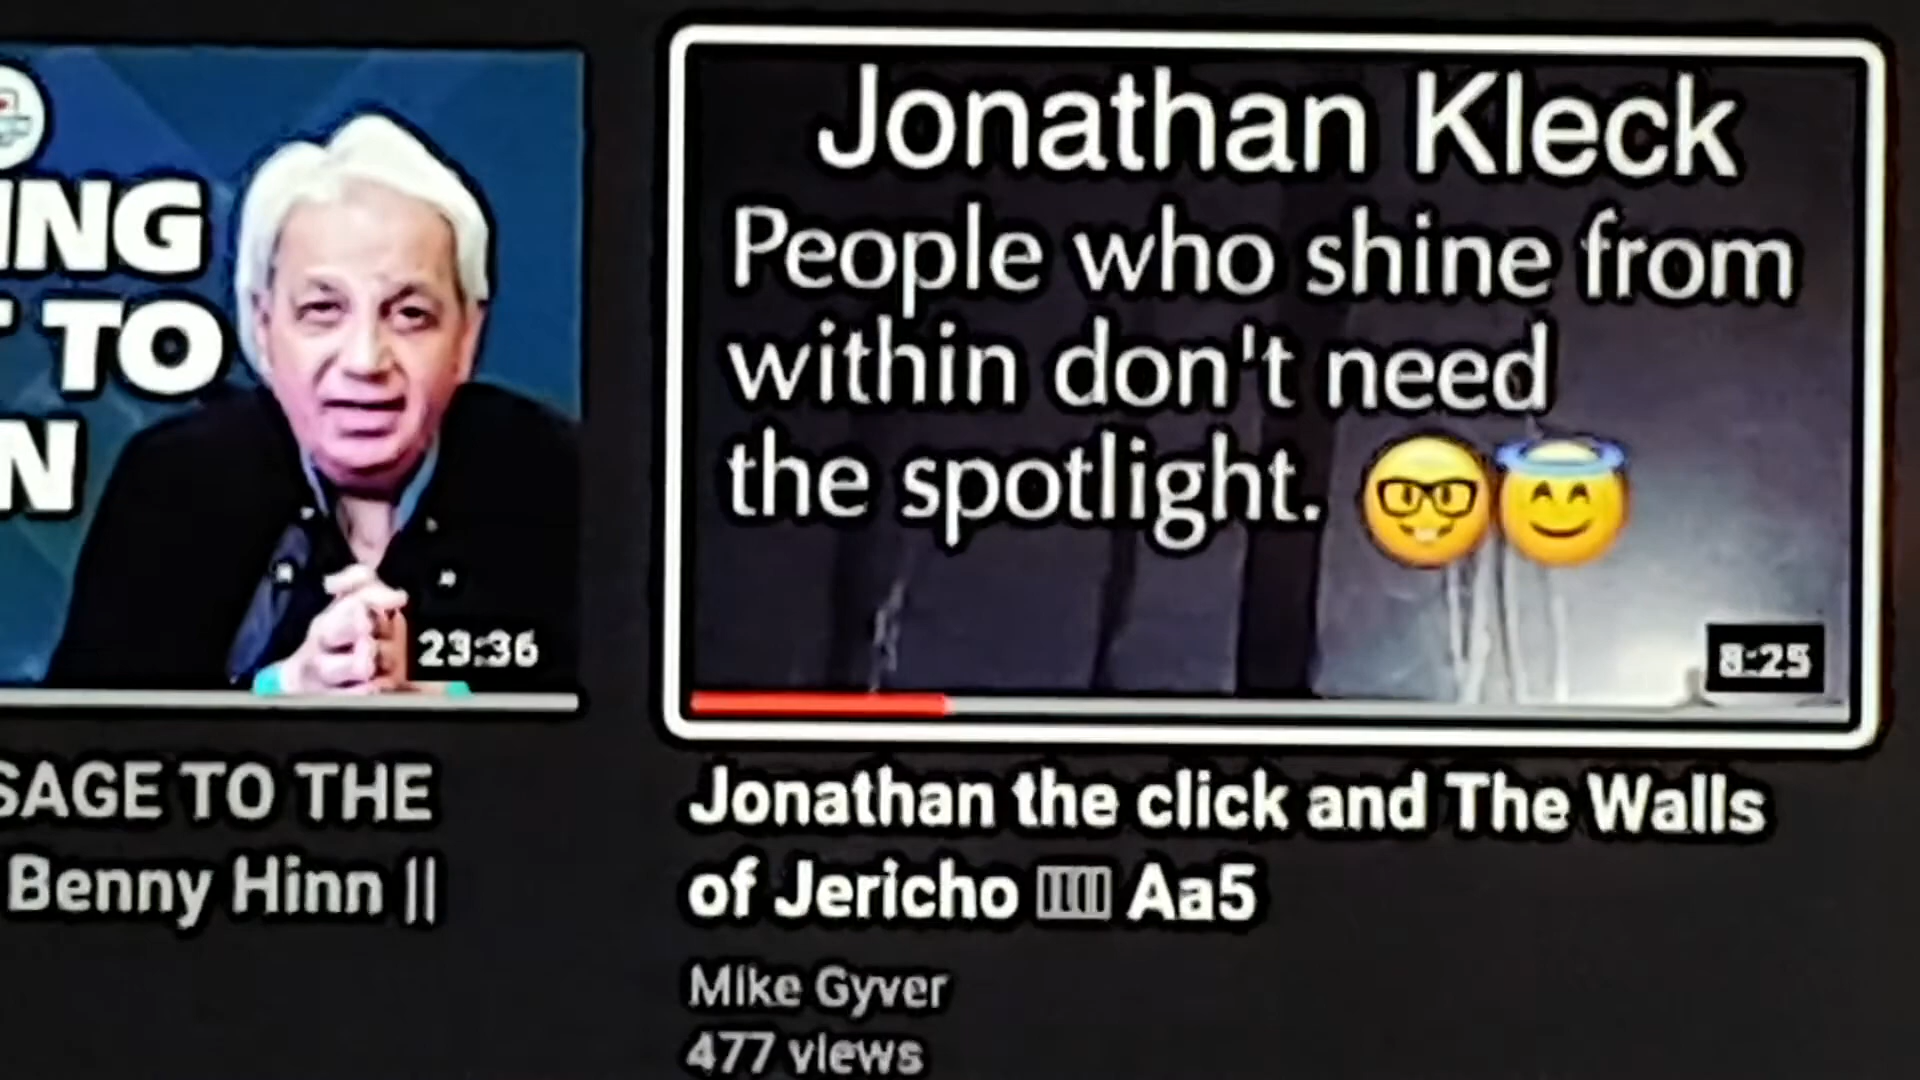 ING
TO
N
23:36
SAGE TO THE
Benny Hinn ||
Jonathan Kleck
People who shine from
within don't need
the spotlight. 🤓😇
8:25
Jonathan the click and The Walls
of Jericho ▯▯▯▯ Aa5
Mike Gyver
477 views